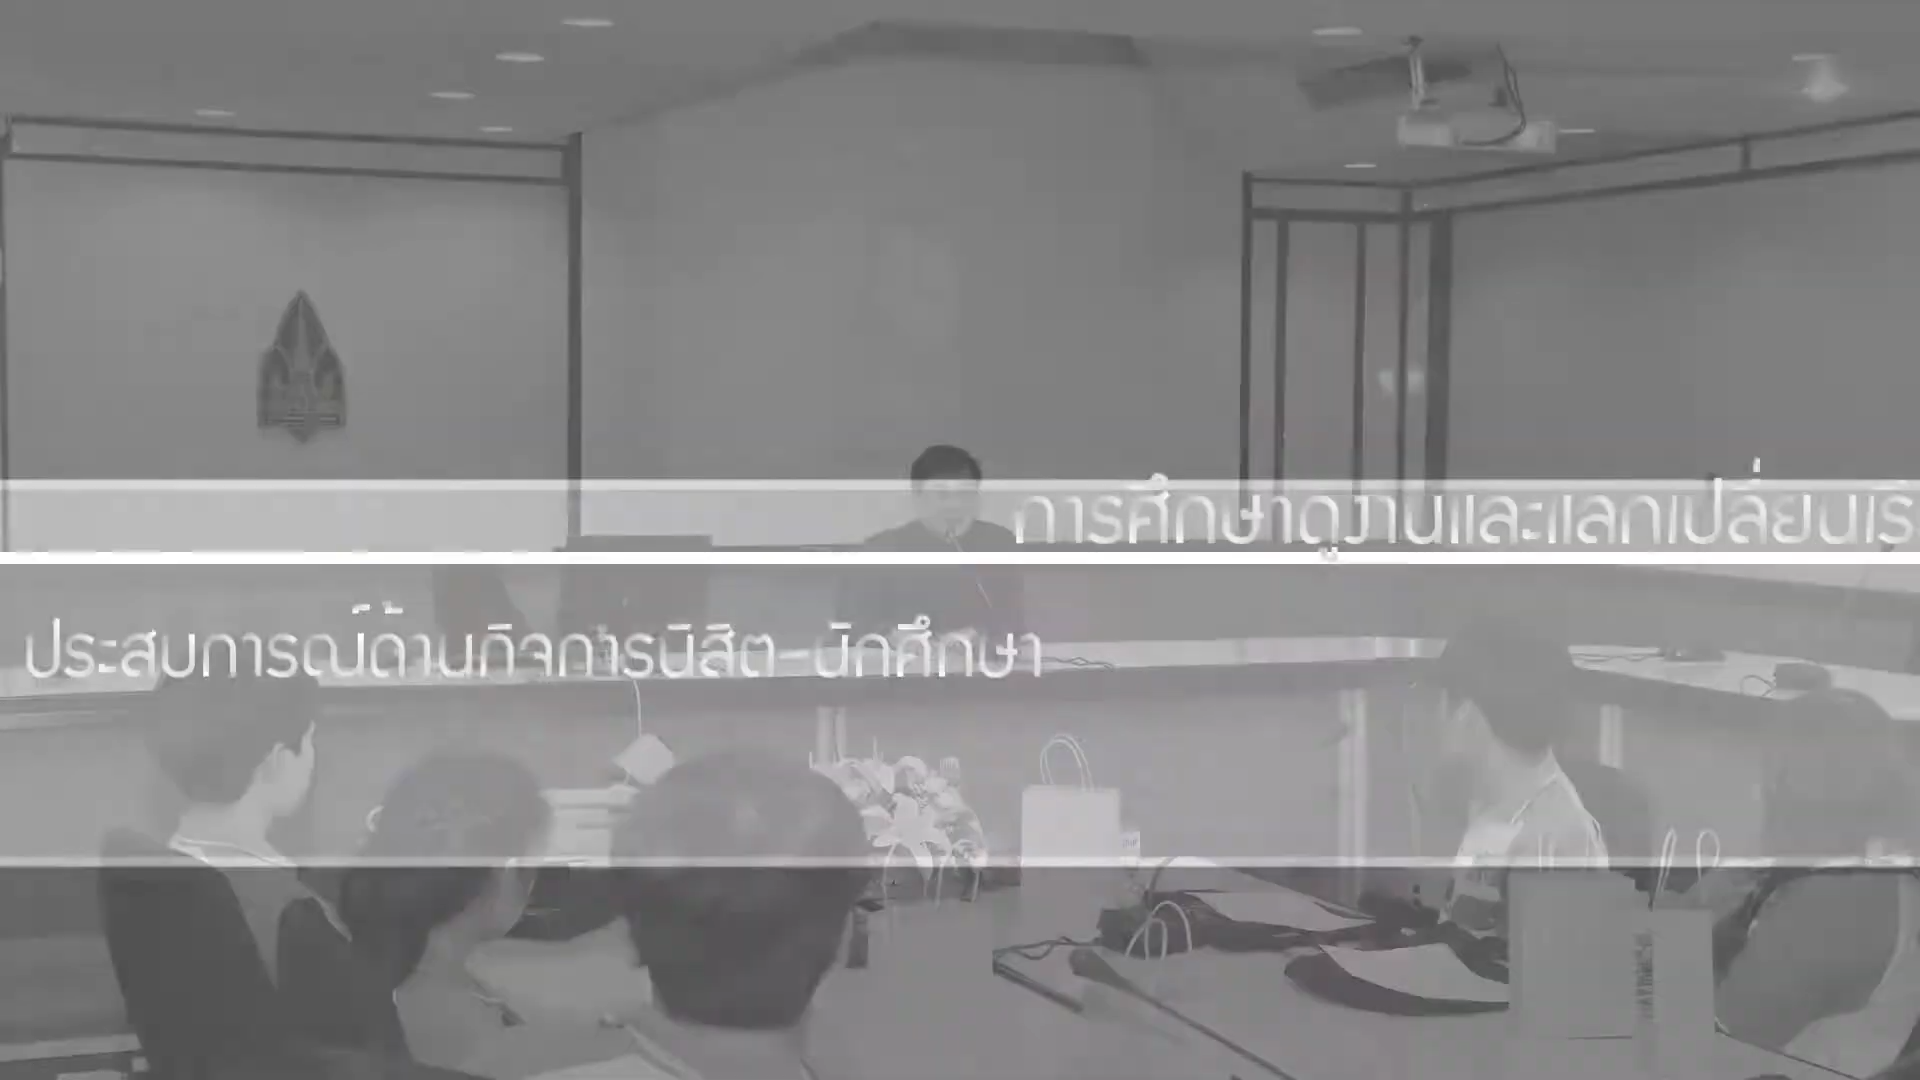 การศึกษาดูงานและแลกเปลี่ยนเรี
ประสบการณ์ด้านกิจการนิสิต-นักศึกษา